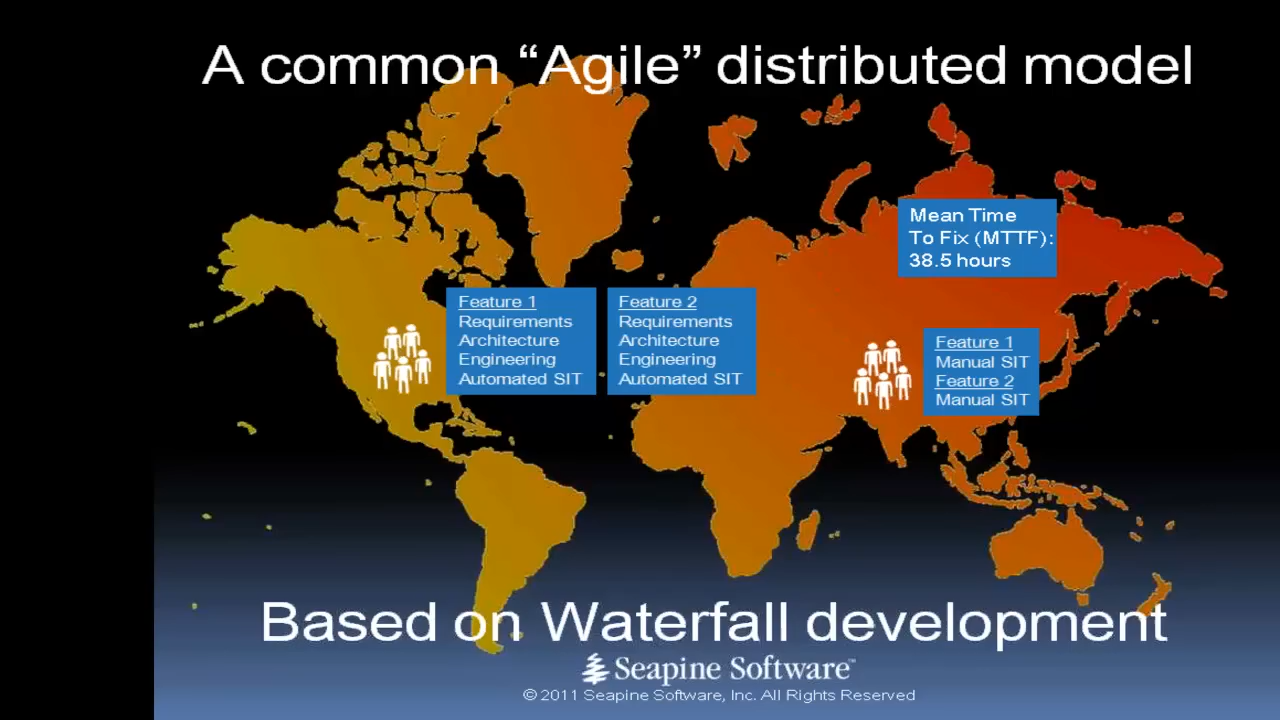 A common “Agile” distributed model
Mean Time
To Fix (MTTF):
38.5 hours
Feature 1
Requirements
Architecture
Engineering
Automated SIT
Feature 2
Requirements
Architecture
Engineering
Automated SIT
Feature 1
Manual SIT
Feature 2
Manual SIT
Based on Waterfall development
Seapine Software™
© 2011 Seapine Software, Inc. All Rights Reserved